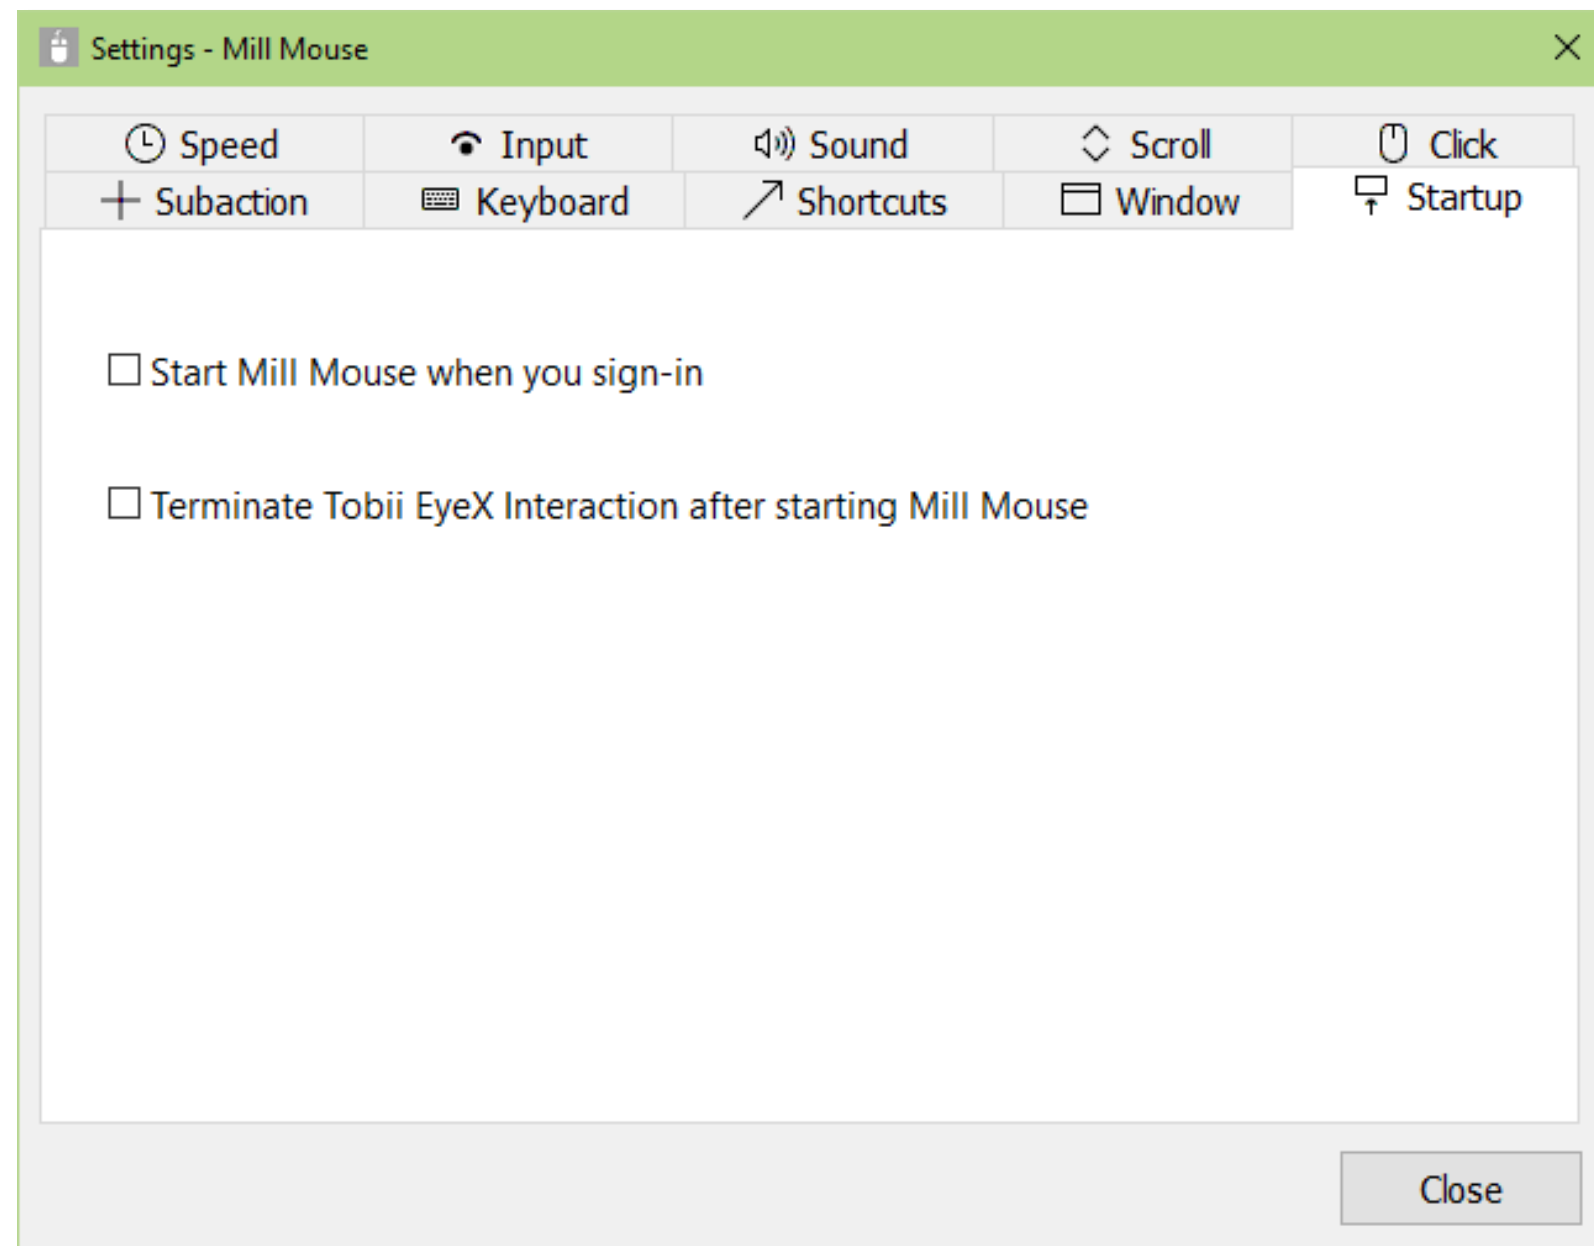 Settings - Mill Mouse
Speed Input Sound Scroll Click
Subaction Keyboard Shortcuts Window Startup
Start Mill Mouse when you sign-in
Terminate Tobii EyeX Interaction after starting Mill Mouse
Close